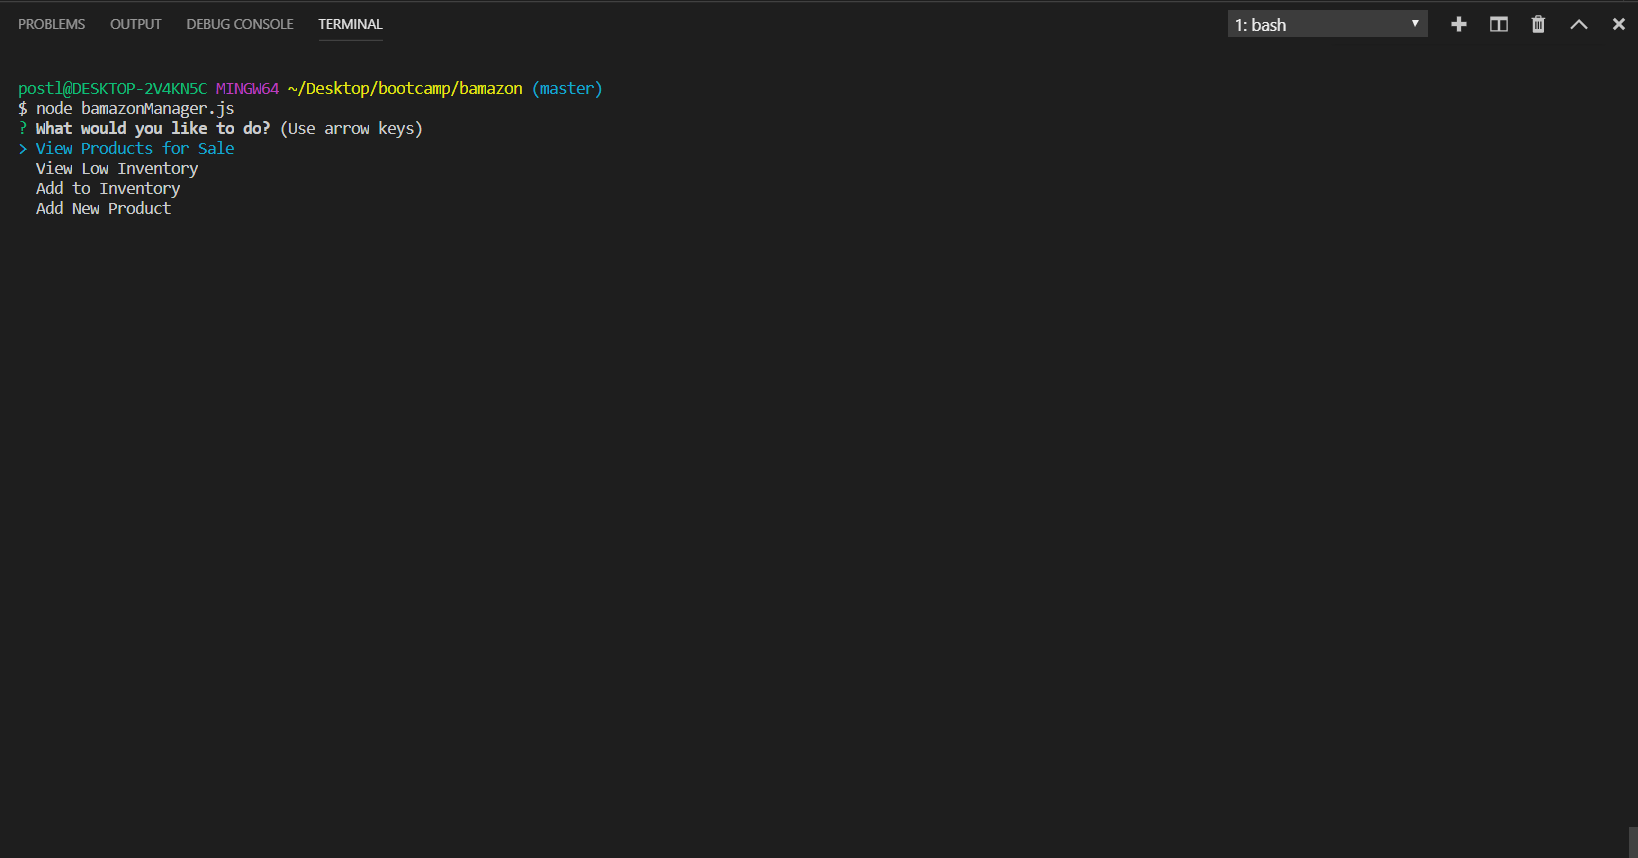 PROBLEMS OUTPUT DEBUG CONSOLE TERMINAL 1: bash
postl@DESKTOP-2V4KN5C MINGW64 ~/Desktop/bootcamp/bamazon (master)
$ node bamazonManager.js
? What would you like to do? (Use arrow keys)
> View Products for Sale
View Low Inventory
Add to Inventory
Add New Product